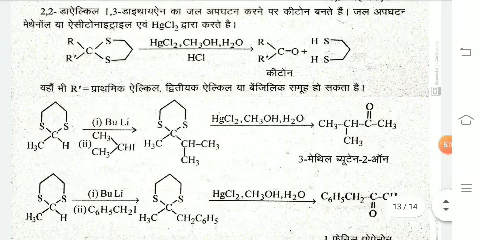 2,2- डाऐल्किल 1,3-डाइथायऐन का जल अपघटन करने पर कीटोन बनते हैं। जल अपघटन
मेथेनॉल या ऐसीटोनाइट्राइल एवं HgCl₂ द्वारा करते है।
R R' C S S HgCl₂,CH₃OH,H₂O HCl R R' C-O+ H S H S
कीटोन
यहाँ भी R'=प्राथमिक ऐल्किल, द्वितीयक ऐल्किल या बेंजिलिक समूह हो सकता है।
S S C H₃C H (i) Bu Li (ii) CH₃ CH₃ CHI S S C H₃C CH-CH₃ CH₃ HgCl₂, CH₃OH,H₂O CH₃-CH-C-CH₃ O CH₃
3-मेथिल ब्यूटेन-2-ऑन
S S C H₃C H (i) Bu Li (ii)C₆H₅CH₂I S S C H₃C CH₂C₆H₅ HgCl₂, CH₃OH,H₂O C₆H₅CH₂-C- O
13 / 14